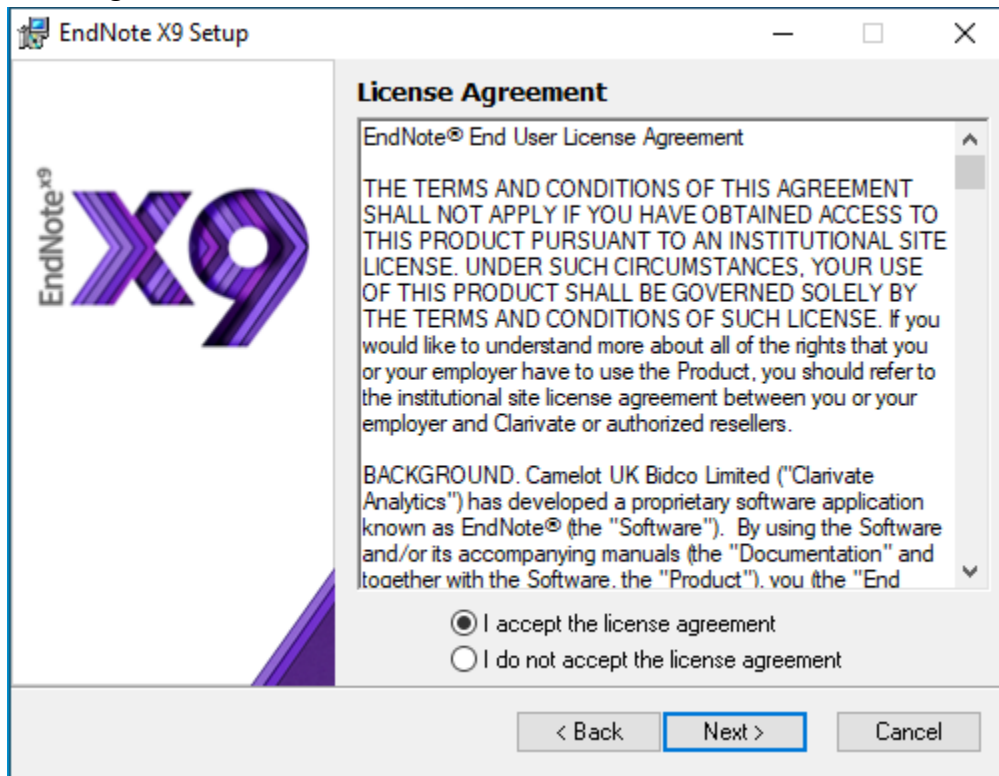 EndNote X9 Setup
License Agreement
EndNote® End User License Agreement
THE TERMS AND CONDITIONS OF THIS AGREEMENT
SHALL NOT APPLY IF YOU HAVE OBTAINED ACCESS TO
THIS PRODUCT PURSUANT TO AN INSTITUTIONAL SITE
LICENSE. UNDER SUCH CIRCUMSTANCES, YOUR USE
OF THIS PRODUCT SHALL BE GOVERNED SOLELY BY
THE TERMS AND CONDITIONS OF SUCH LICENSE. If you
would like to understand more about all of the rights that you
or your employer have to use the Product, you should refer to
the institutional site license agreement between you or your
employer and Clarivate or authorized resellers.
BACKGROUND. Camelot UK Bidco Limited ("Clarivate
Analytics") has developed a proprietary software application
known as EndNote® (the "Software"). By using the Software
and/or its accompanying manuals (the "Documentation" and
together with the Software, the "Product"), you (the "End
EndNote x9
X9
I accept the license agreement
I do not accept the license agreement
< Back
Next >
Cancel